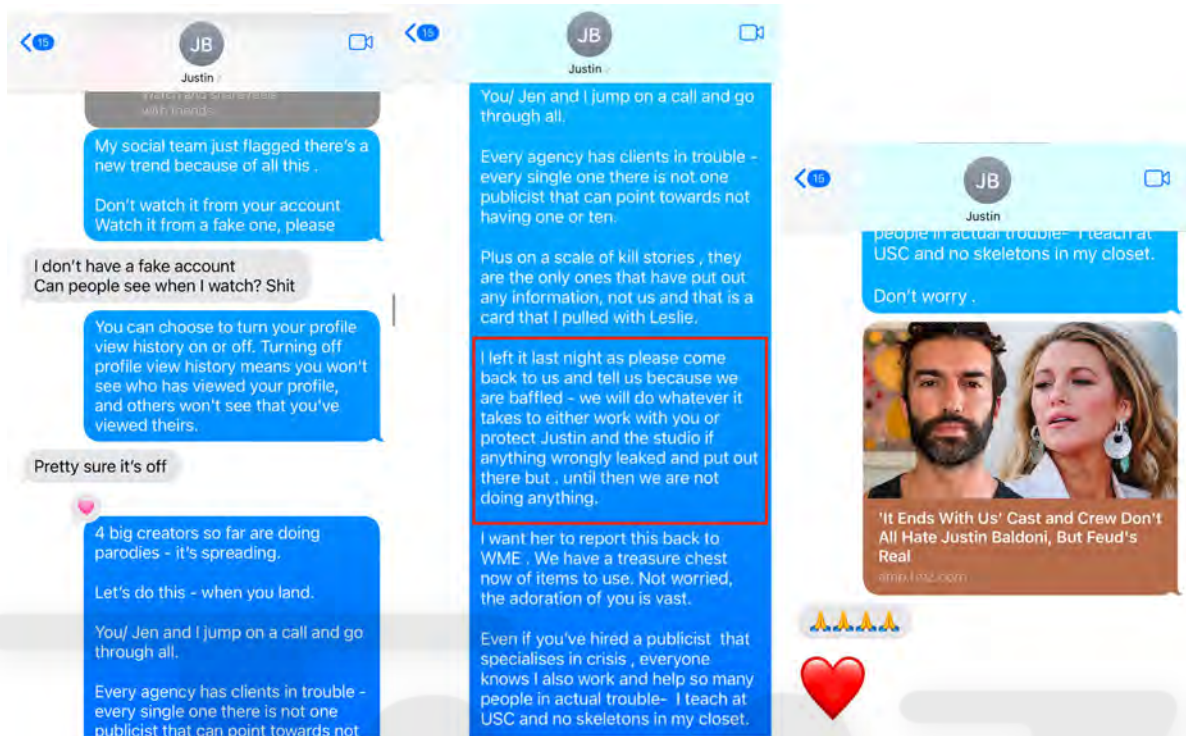 15
JB
Justin
Watch and share reels
with friends
My social team just flagged there's a
new trend because of all this .
Don't watch it from your account
Watch it from a fake one, please
I don't have a fake account
Can people see when I watch? Shit
You can choose to turn your profile
view history on or off. Turning off
profile view history means you won't
see who has viewed your profile,
and others won't see that you've
viewed theirs.
Pretty sure it's off
4 big creators so far are doing
parodies - it's spreading.
Let's do this - when you land.
You/ Jen and I jump on a call and go
through all.
Every agency has clients in trouble -
every single one there is not one
publicist that can point towards not
15
JB
Justin
You/ Jen and I jump on a call and go
through all.
Every agency has clients in trouble -
every single one there is not one
publicist that can point towards not
having one or ten.
Plus on a scale of kill stories , they
are the only ones that have put out
any information, not us and that is a
card that I pulled with Leslie.
I left it last night as please come
back to us and tell us because we
are baffled - we will do whatever it
takes to either work with you or
protect Justin and the studio if
anything wrongly leaked and put out
there but . until then we are not
doing anything.
I want her to report this back to
WME . We have a treasure chest
now of items to use. Not worried,
the adoration of you is vast.
Even if you've hired a publicist that
specialises in crisis , everyone
knows I also work and help so many
people in actual trouble- I teach at
USC and no skeletons in my closet.
15
JB
Justin
people in actual trouble- I teach at
USC and no skeletons in my closet.
Don't worry .
'It Ends With Us' Cast and Crew Don't
All Hate Justin Baldoni, But Feud's
Real
amp.tmz.com